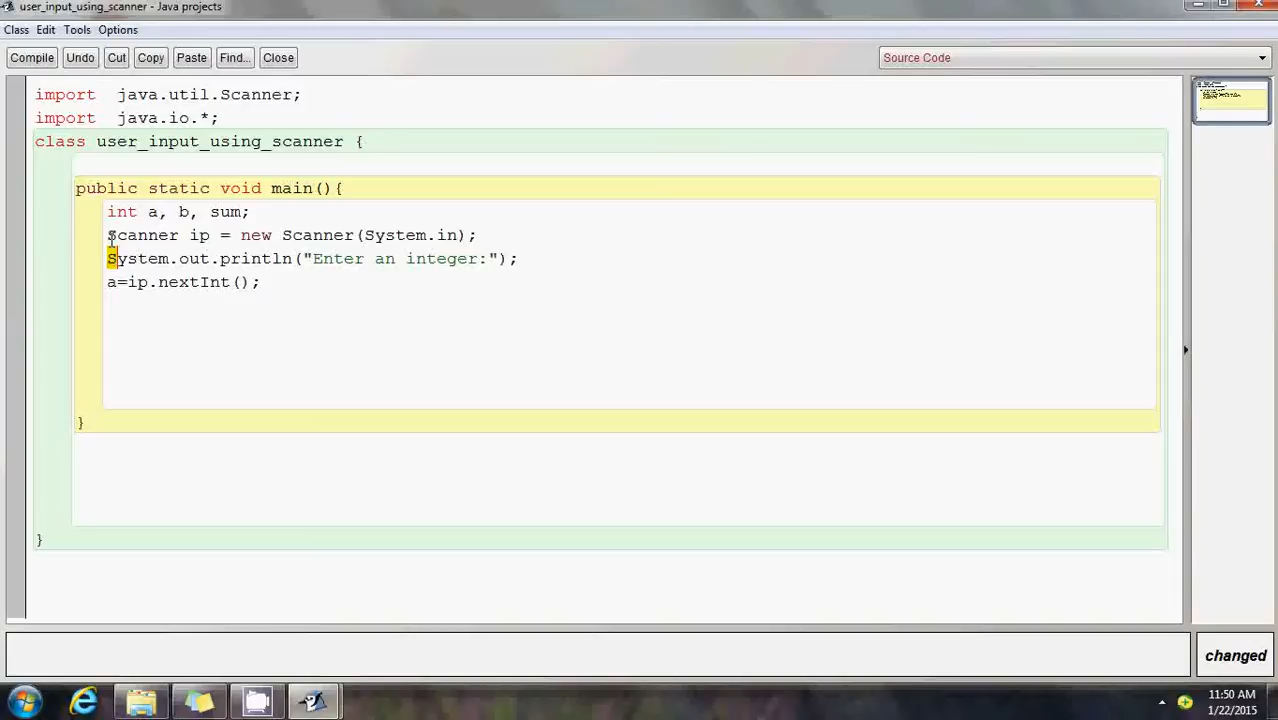 user_input_using_scanner - Java projects
Class Edit Tools Options
Compile Undo Cut Copy Paste Find... Close Source Code
import java.util.Scanner;
import java.io.*;
class user_input_using_scanner {
public static void main(){
int a, b, sum;
Scanner ip = new Scanner(System.in);
System.out.println("Enter an integer:");
a=ip.nextInt();
}
}
changed
11:50 AM
1/22/2015